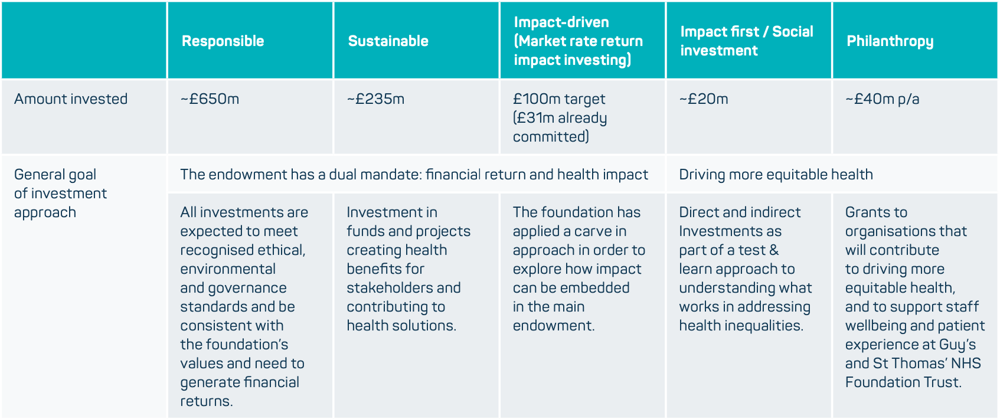 Responsible
Sustainable
Impact-driven
(Market rate return
impact investing)
Impact first / Social
investment
Philanthropy
Amount invested
~£650m
~£235m
£100m target
(£31m already
committed)
~£20m
~£40m p/a
General goal
of investment
approach
The endowment has a dual mandate: financial return and health impact
Driving more equitable health
All investments are
expected to meet
recognised ethical,
environmental
and governance
standards and be
consistent with
the foundation’s
values and need to
generate financial
returns.
Investment in
funds and projects
creating health
benefits for
stakeholders and
contributing to
health solutions.
The foundation has
applied a carve in
approach in order to
explore how impact
can be embedded
in the main
endowment.
Direct and indirect
Investments as
part of a test &
learn approach to
understanding what
works in addressing
health inequalities.
Grants to
organisations that
will contribute
to driving more
equitable health,
and to support staff
wellbeing and patient
experience at Guy’s
and St Thomas’ NHS
Foundation Trust.